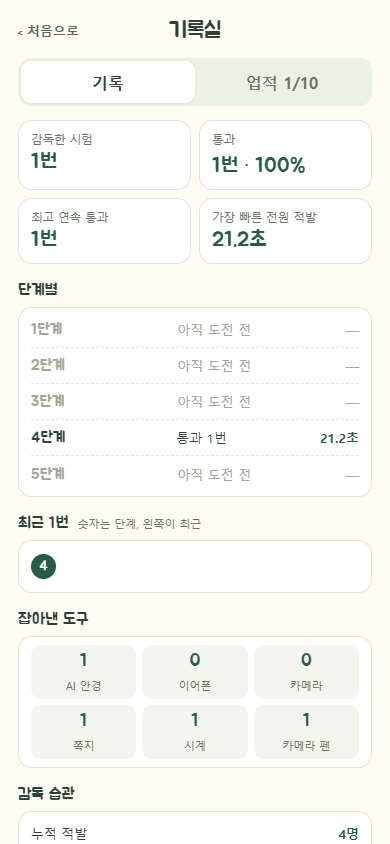 ‹ 처음으로
기록실
기록
업적 1/10
감독한 시험
1번
통과
1번 · 100%
최고 연속 통과
1번
가장 빠른 전원 적발
21.2초
단계별
1단계 아직 도전 전 —
2단계 아직 도전 전 —
3단계 아직 도전 전 —
4단계 통과 1번 21.2초
5단계 아직 도전 전 —
최근 1번 숫자는 단계, 왼쪽이 최근
4
잡아낸 도구
1
AI 안경
0
이어폰
0
카메라
1
쪽지
1
시계
1
카메라 펜
감독 습관
누적 적발 4명